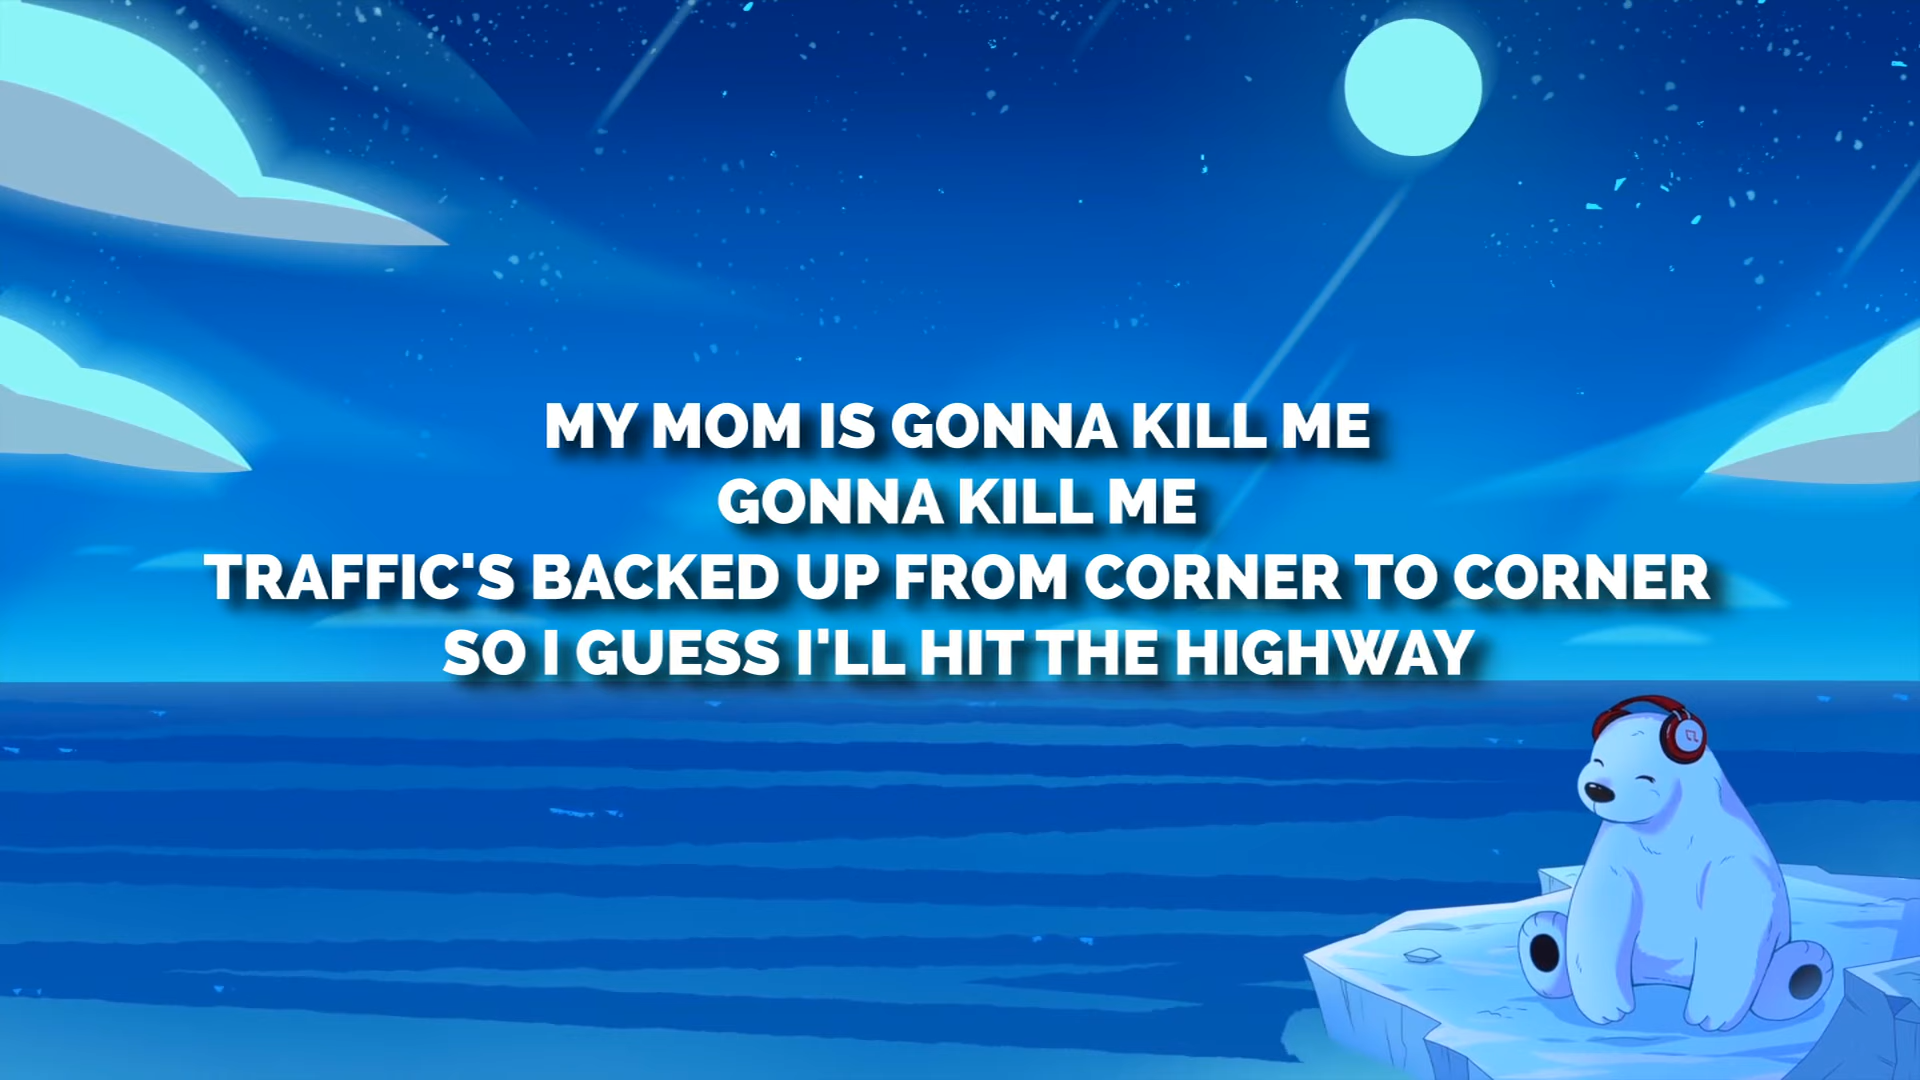 MY MOM IS GONNA KILL ME
GONNA KILL ME
TRAFFIC'S BACKED UP FROM CORNER TO CORNER
SO I GUESS I'LL HIT THE HIGHWAY